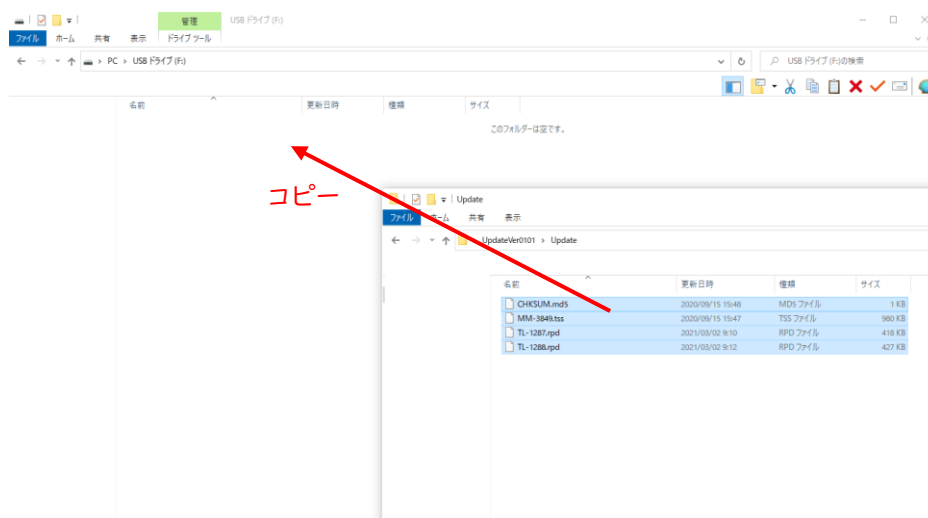 管理
USB ドライブ (F:)
ファイル ホーム 共有 表示 ドライブ ツール
PC › USB ドライブ (F:)
USB ドライブ (F:)の検索
名前 更新日時 種類 サイズ
このフォルダーは空です。
コピー
Update
ファイル ホーム 共有 表示
UpdateVer0101 › Update
名前 更新日時 種類 サイズ
CHKSUM.md5 2020/09/15 15:48 MD5 ファイル 1 KB
MM-3849.tss 2020/09/15 15:47 TSS ファイル 980 KB
TL-1287.rpd 2021/03/02 9:10 RPD ファイル 418 KB
TL-1288.rpd 2021/03/02 9:12 RPD ファイル 427 KB